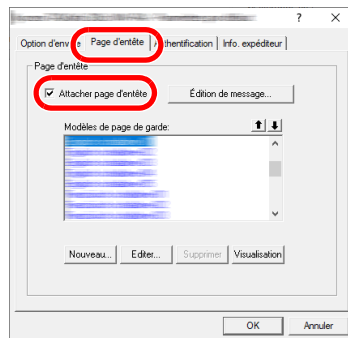 ?
Option d'env Page d'entête hentification Info. expéditeur
Page d'entête
Attacher page d'entête Édition de message...
Modèles de page de garde:
Nouveau... Editer... Supprimer Visualisation
OK Annuler